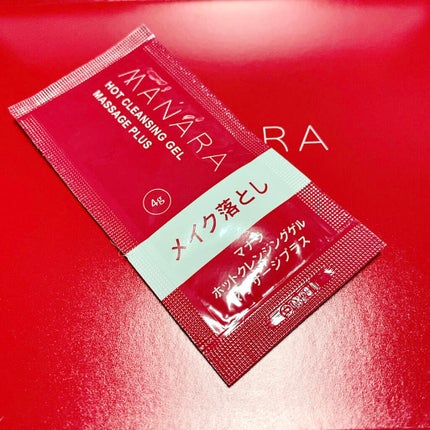 MANARA
HOT CLEANSING GEL
MASSAGE PLUS
4g
メイク落とし
マナラ
ホットクレンジングゲル
マッサージプラス
RA